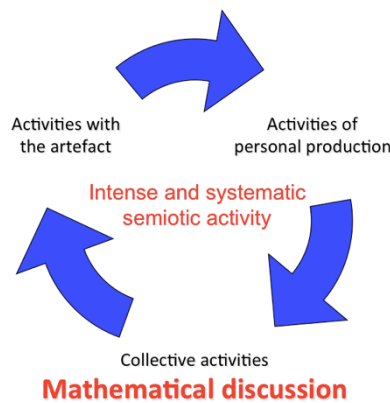 Activities with
the artefact
Activities of
personal production
Intense and systematic
semiotic activity
Collective activities
Mathematical discussion